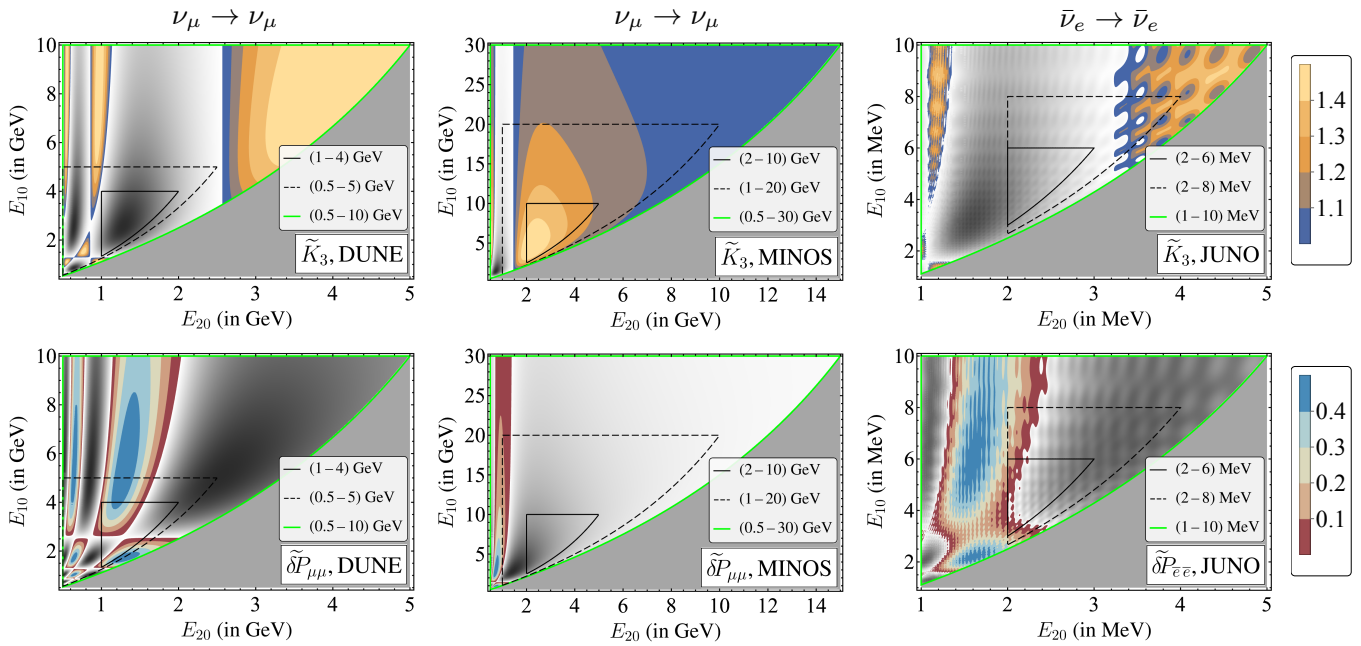 ν_μ → ν_μ
ν_μ → ν_μ
ν̄_e → ν̄_e
E₁₀ (in GeV)
10
8
6
4
2
1
2
3
4
5
E₂₀ (in GeV)
(1–4) GeV
(0.5–5) GeV
(0.5–10) GeV
K̃₃, DUNE
E₁₀ (in GeV)
30
25
20
15
10
5
2
4
6
8
10
12
14
E₂₀ (in GeV)
(2–10) GeV
(1–20) GeV
(0.5–30) GeV
K̃₃, MINOS
E₁₀ (in MeV)
10
8
6
4
2
1
2
3
4
5
E₂₀ (in MeV)
(2–6) MeV
(2–8) MeV
(1–10) MeV
K̃₃, JUNO
1.4
1.3
1.2
1.1
E₁₀ (in GeV)
10
8
6
4
2
1
2
3
4
5
E₂₀ (in GeV)
(1–4) GeV
(0.5–5) GeV
(0.5–10) GeV
δ̃P_μμ, DUNE
E₁₀ (in GeV)
30
25
20
15
10
5
2
4
6
8
10
12
14
E₂₀ (in GeV)
(2–10) GeV
(1–20) GeV
(0.5–30) GeV
δ̃P_μμ, MINOS
E₁₀ (in MeV)
10
8
6
4
2
1
2
3
4
5
E₂₀ (in MeV)
(2–6) MeV
(2–8) MeV
(1–10) MeV
δ̃P_ēē, JUNO
0.4
0.3
0.2
0.1